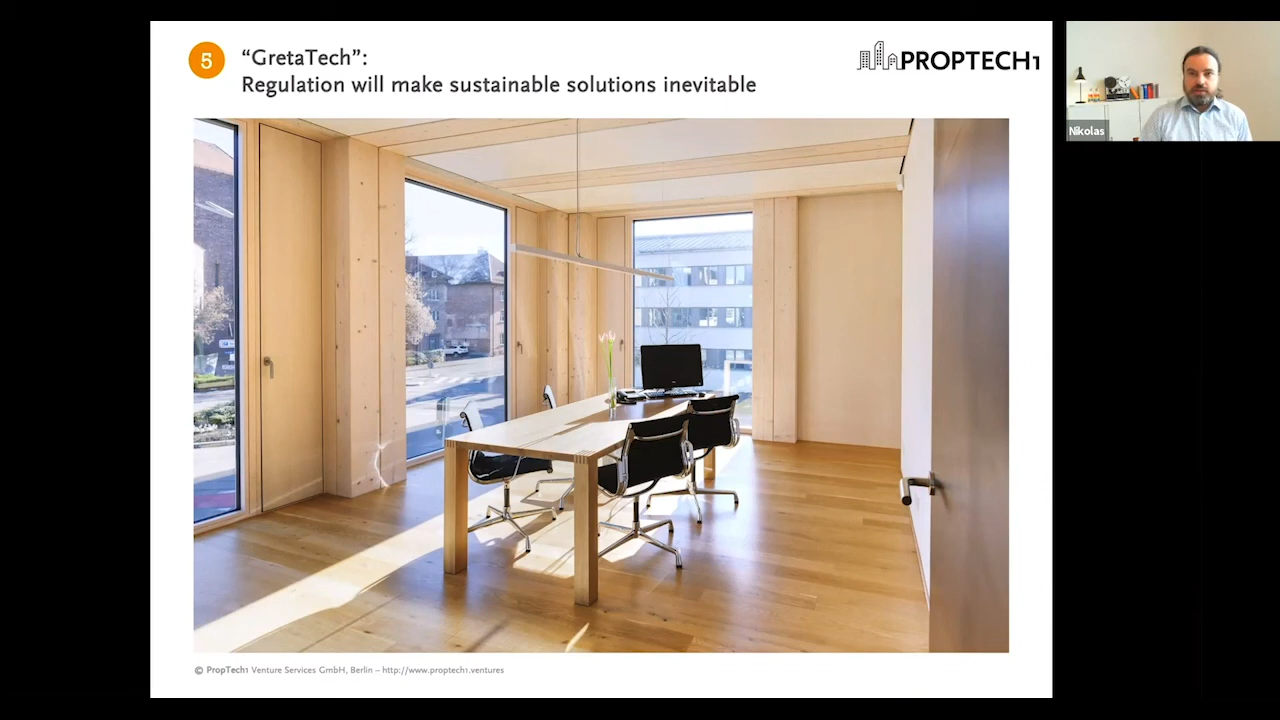 5
“GretaTech”:
Regulation will make sustainable solutions inevitable
PROPTECH1
Nikolas
© PropTech1 Venture Services GmbH, Berlin – http://www.proptech1.ventures